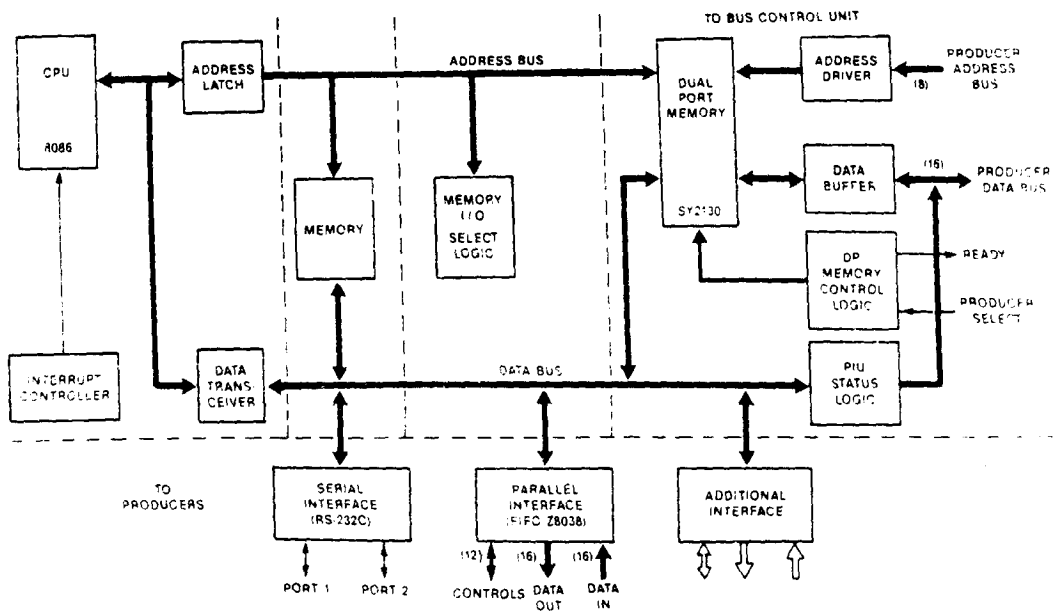 TO BUS CONTROL UNIT
CPU
8086
ADDRESS
LATCH
ADDRESS BUS
DUAL
PORT
MEMORY
SY2130
ADDRESS
DRIVER
PRODUCER
ADDRESS
BUS
(8)
MEMORY
MEMORY
I/O
SELECT
LOGIC
DATA
BUFFER
(16)
PRODUCER
DATA BUS
DP
MEMORY
CONTROL
LOGIC
READY
PRODUCER
SELECT
INTERRUPT
CONTROLLER
DATA
TRANS-
CEIVER
DATA BUS
PIU
STATUS
LOGIC
TO
PRODUCERS
SERIAL
INTERFACE
(RS-232C)
PARALLEL
INTERFACE
(FIFO Z8038)
ADDITIONAL
INTERFACE
(12)
(16)
(16)
PORT 1
PORT 2
CONTROLS
DATA
OUT
DATA
IN